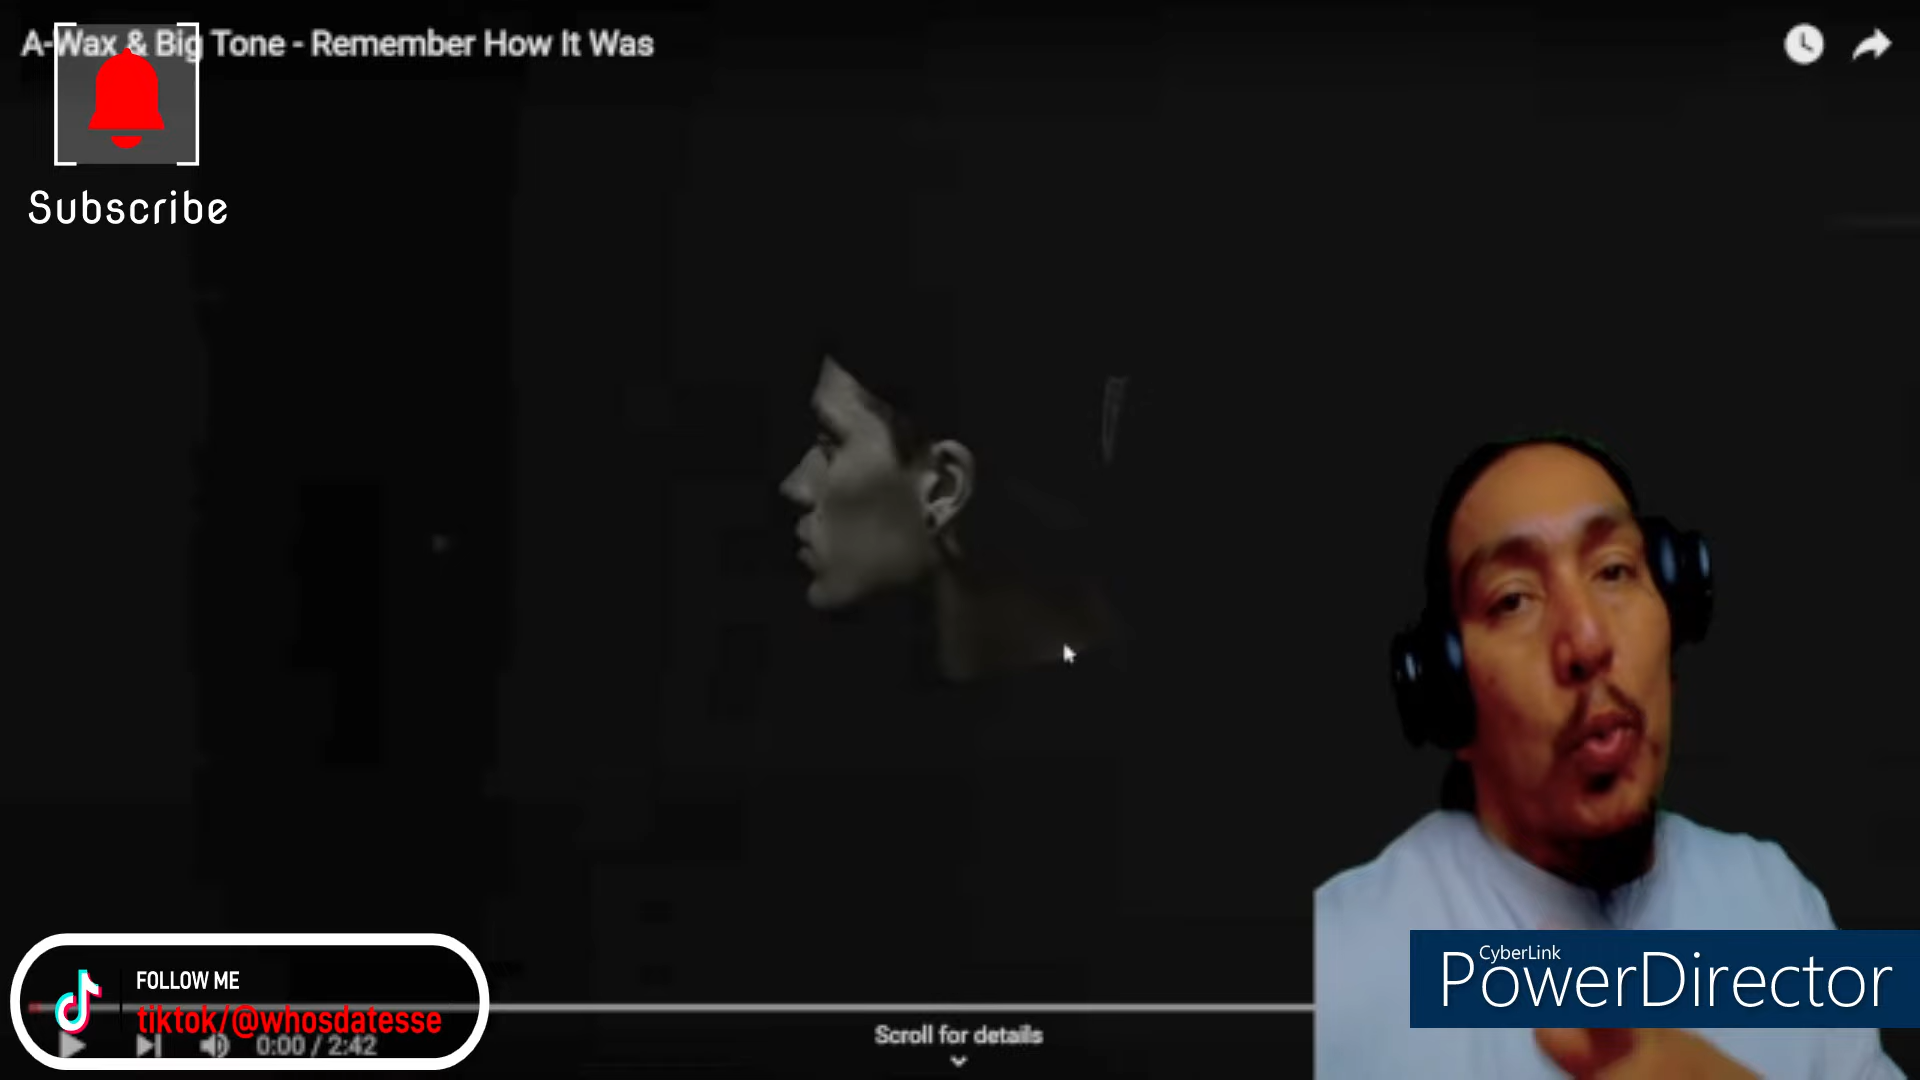 A-Wax & Big Tone - Remember How It Was
Subscribe
FOLLOW ME
tiktok/@whosdatesse
0:00 / 2:42
Scroll for details
CyberLink
PowerDirector